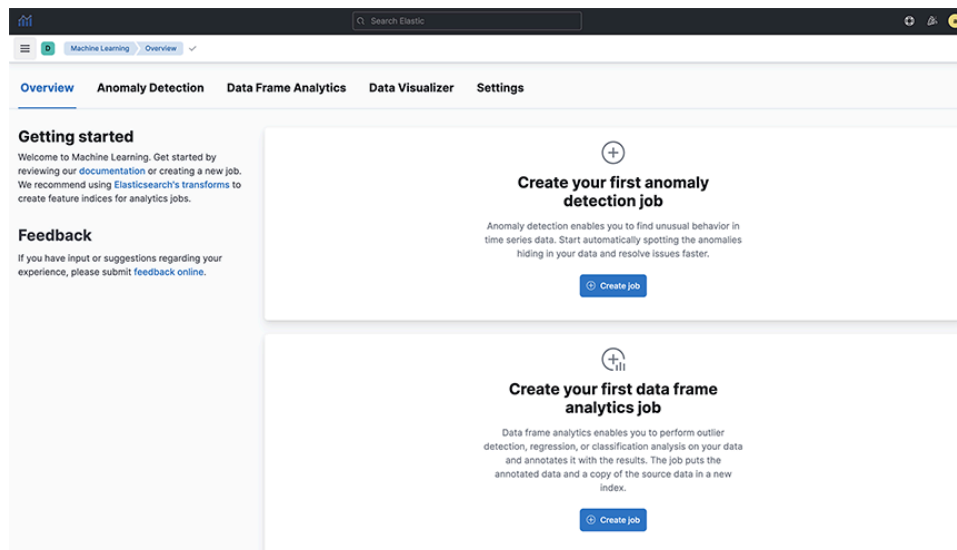 Search Elastic
D
Machine Learning
Overview
Overview
Anomaly Detection
Data Frame Analytics
Data Visualizer
Settings
Getting started
Welcome to Machine Learning. Get started by
reviewing our documentation or creating a new job.
We recommend using Elasticsearch's transforms to
create feature indices for analytics jobs.
Feedback
If you have input or suggestions regarding your
experience, please submit feedback online.
Create your first anomaly
detection job
Anomaly detection enables you to find unusual behavior in
time series data. Start automatically spotting the anomalies
hiding in your data and resolve issues faster.
Create job
Create your first data frame
analytics job
Data frame analytics enables you to perform outlier
detection, regression, or classification analysis on your data
and annotates it with the results. The job puts the
annotated data and a copy of the source data in a new
index.
Create job